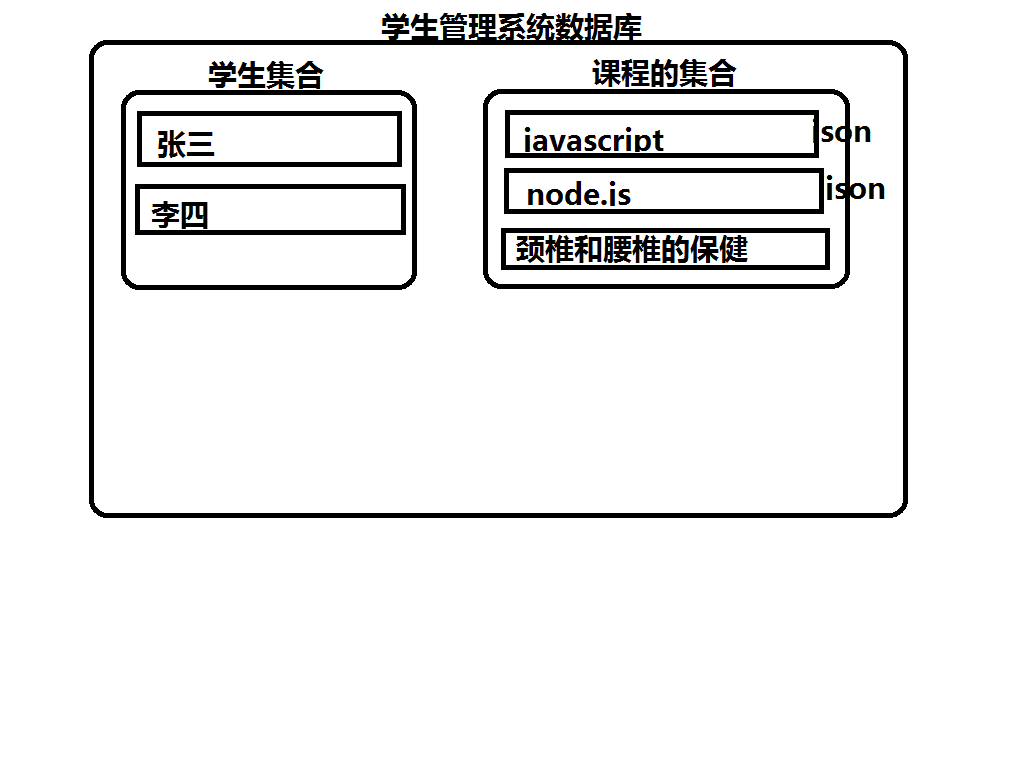 学生管理系统数据库
学生集合
张三
李四
课程的集合
javascript
json
node.js
json
颈椎和腰椎的保健